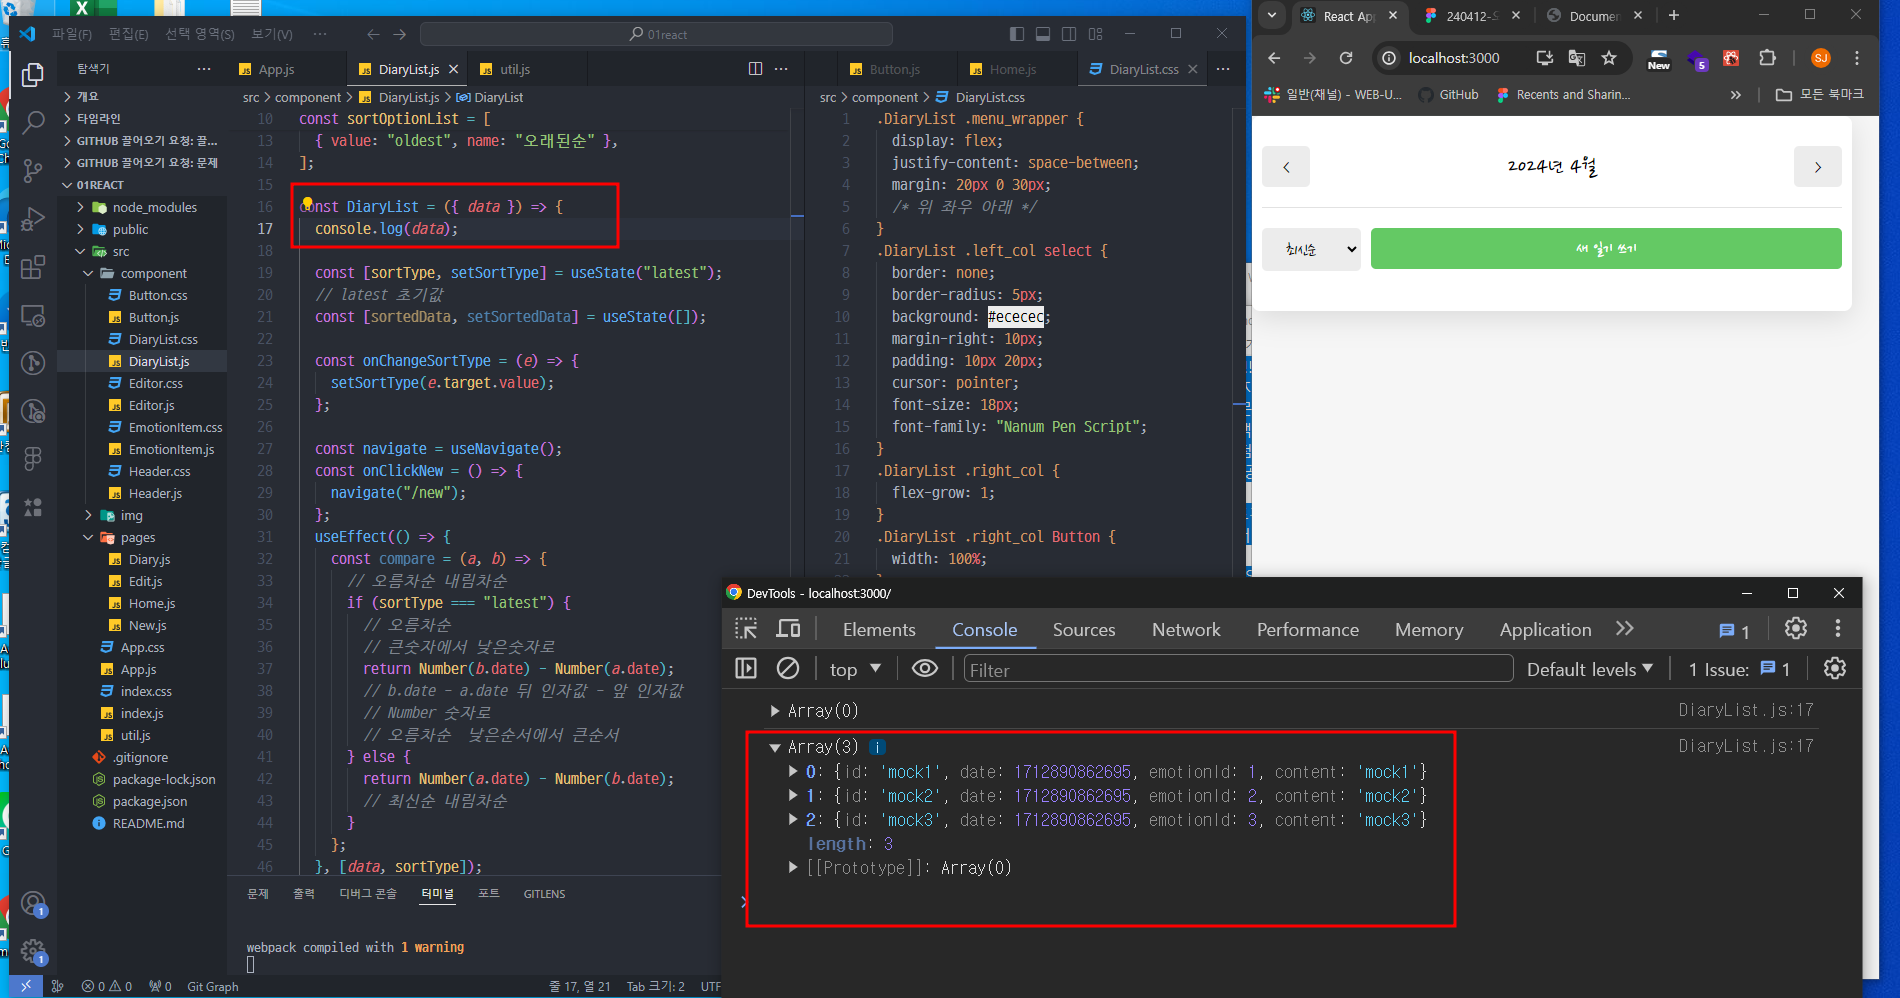 파일(F) 편집(E) 선택 영역(S) 보기(V) ··· 01react
탐색기 ···
개요
타임라인
GITHUB 끌어오기 요청: 끌...
GITHUB 끌어오기 요청: 문제
01REACT
node_modules
public
src
component
Button.css
Button.js
DiaryList.css
DiaryList.js
Editor.css
Editor.js
EmotionItem.css
EmotionItem.js
Header.css
Header.js
img
pages
Diary.js
Edit.js
Home.js
New.js
App.css
App.js
index.css
index.js
util.js
.gitignore
package-lock.json
package.json
README.md
App.js DiaryList.js util.js
src > component > DiaryList.js > DiaryList
10 const sortOptionList = [
13 { value: "oldest", name: "오래된순" },
14 ];
15
16 const DiaryList = ({ data }) => {
17 console.log(data);
18
19 const [sortType, setSortType] = useState("latest");
20 // latest 초기값
21 const [sortedData, setSortedData] = useState([]);
22
23 const onChangeSortType = (e) => {
24 setSortType(e.target.value);
25 };
26
27 const navigate = useNavigate();
28 const onClickNew = () => {
29 navigate("/new");
30 };
31 useEffect(() => {
32 const compare = (a, b) => {
33 // 오름차순 내림차순
34 if (sortType === "latest") {
35 // 오름차순
36 // 큰숫자에서 낮은숫자로
37 return Number(b.date) - Number(a.date);
38 // b.date - a.date 뒤 인자값 - 앞 인자값
39 // Number 숫자로
40 // 오름차순 낮은순서에서 큰순서
41 } else {
42 return Number(a.date) - Number(b.date);
43 // 최신순 내림차순
44 }
45 };
46 }, [data, sortType]);
문제 출력 디버그 콘솔 터미널 포트 GITLENS
webpack compiled with 1 warning
0 0 0 Git Graph 줄 17, 열 21 Tab 크기: 2 UTF
Button.js Home.js DiaryList.css
src > component > DiaryList.css
1 .DiaryList .menu_wrapper {
2 display: flex;
3 justify-content: space-between;
4 margin: 20px 0 30px;
5 /* 위 좌우 아래 */
6 }
7 .DiaryList .left_col select {
8 border: none;
9 border-radius: 5px;
10 background: #ececec;
11 margin-right: 10px;
12 padding: 10px 20px;
13 cursor: pointer;
14 font-size: 18px;
15 font-family: "Nanum Pen Script";
16 }
17 .DiaryList .right_col {
18 flex-grow: 1;
19 }
20 .DiaryList .right_col Button {
21 width: 100%;
React Ap 240412- Documen
localhost:3000 New 5 SJ
일반(채널) - WEB-U... GitHub Recents and Sharin... » 모든 북마크
< 2024년 4월 >
최신순 새 일기 쓰기
DevTools - localhost:3000/
Elements Console Sources Network Performance Memory Application 1
top Filter Default levels 1 Issue: 1
Array(0) DiaryList.js:17
Array(3) i DiaryList.js:17
0: {id: 'mock1', date: 1712890862695, emotionId: 1, content: 'mock1'}
1: {id: 'mock2', date: 1712890862695, emotionId: 2, content: 'mock2'}
2: {id: 'mock3', date: 1712890862695, emotionId: 3, content: 'mock3'}
length: 3
[[Prototype]]: Array(0)